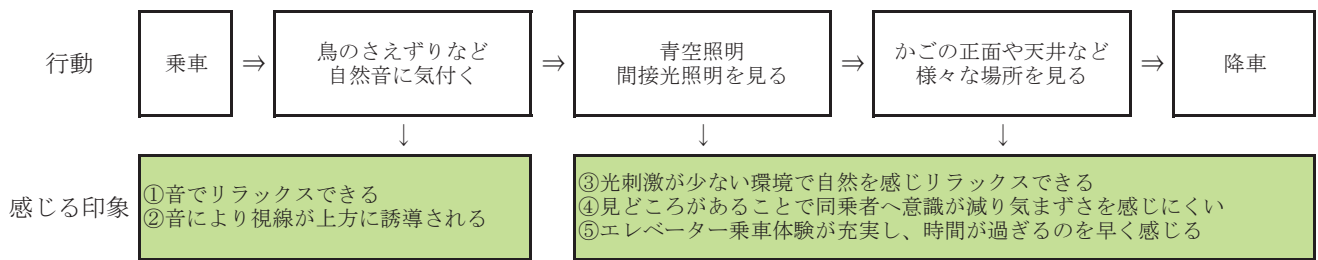 行動
乗車
⇒
鳥のさえずりなど
自然音に気付く
⇒
青空照明
間接光照明を見る
⇒
かごの正面や天井など
様々な場所を見る
⇒
降車
↓
↓
↓
感じる印象
①音でリラックスできる
②音により視線が上方に誘導される
③光刺激が少ない環境で自然を感じリラックスできる
④見どころがあることで同乗者へ意識が減り気まずさを感じにくい
⑤エレベーター乗車体験が充実し、時間が過ぎるのを早く感じる